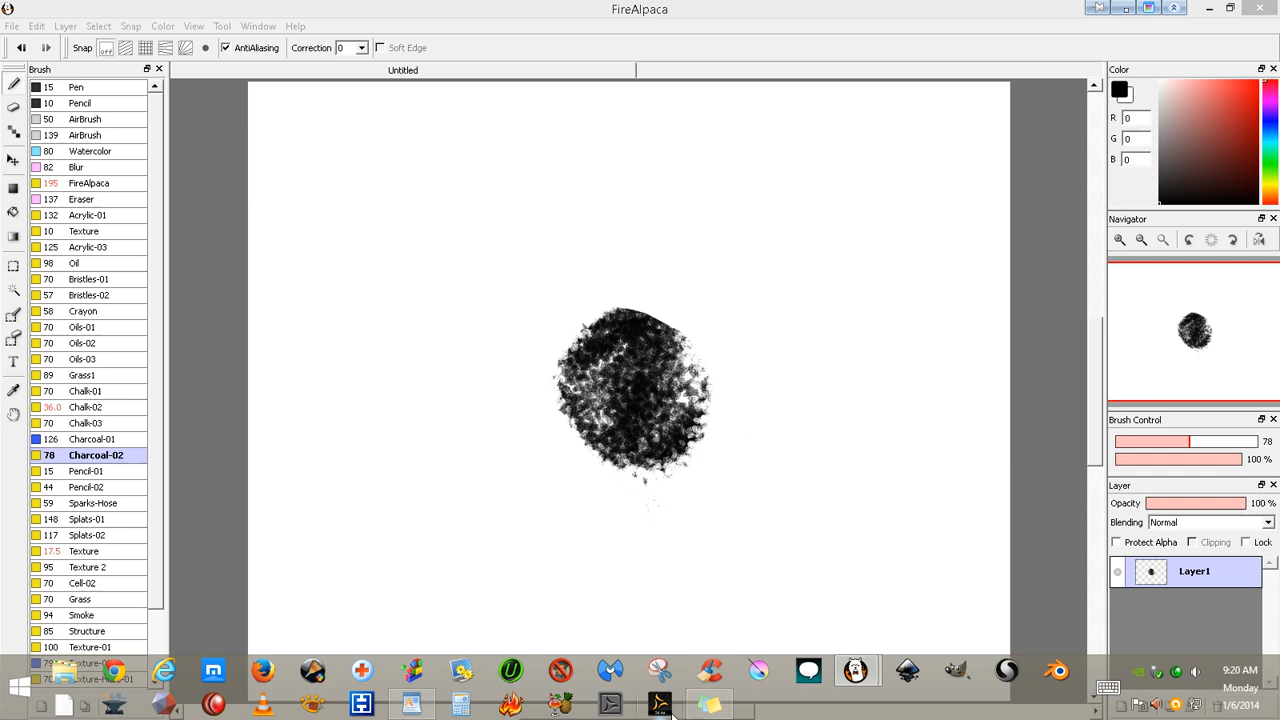 FireAlpaca
File Edit Layer Select Snap Color View Tool Window Help
Snap off AntiAliasing Correction 0 Soft Edge
Brush
Untitled
Color
15 Pen
10 Pencil
50 AirBrush
139 AirBrush
80 Watercolor
82 Blur
195 FireAlpaca
137 Eraser
132 Acrylic-01
10 Texture
125 Acrylic-03
98 Oil
70 Bristles-01
57 Bristles-02
58 Crayon
70 Oils-01
70 Oils-02
70 Oils-03
89 Grass1
70 Chalk-01
36.0 Chalk-02
70 Chalk-03
126 Charcoal-01
78 Charcoal-02
15 Pencil-01
44 Pencil-02
59 Sparks-Hose
148 Splats-01
117 Splats-02
17.5 Texture
95 Texture 2
70 Cell-02
70 Grass
94 Smoke
85 Structure
100 Texture-01
R 0
G 0
B 0
Navigator
Brush Control
78
100 %
Layer
Opacity 100 %
Blending Normal
Protect Alpha Clipping Lock
Layer1
9:20 AM
Monday
1/6/2014